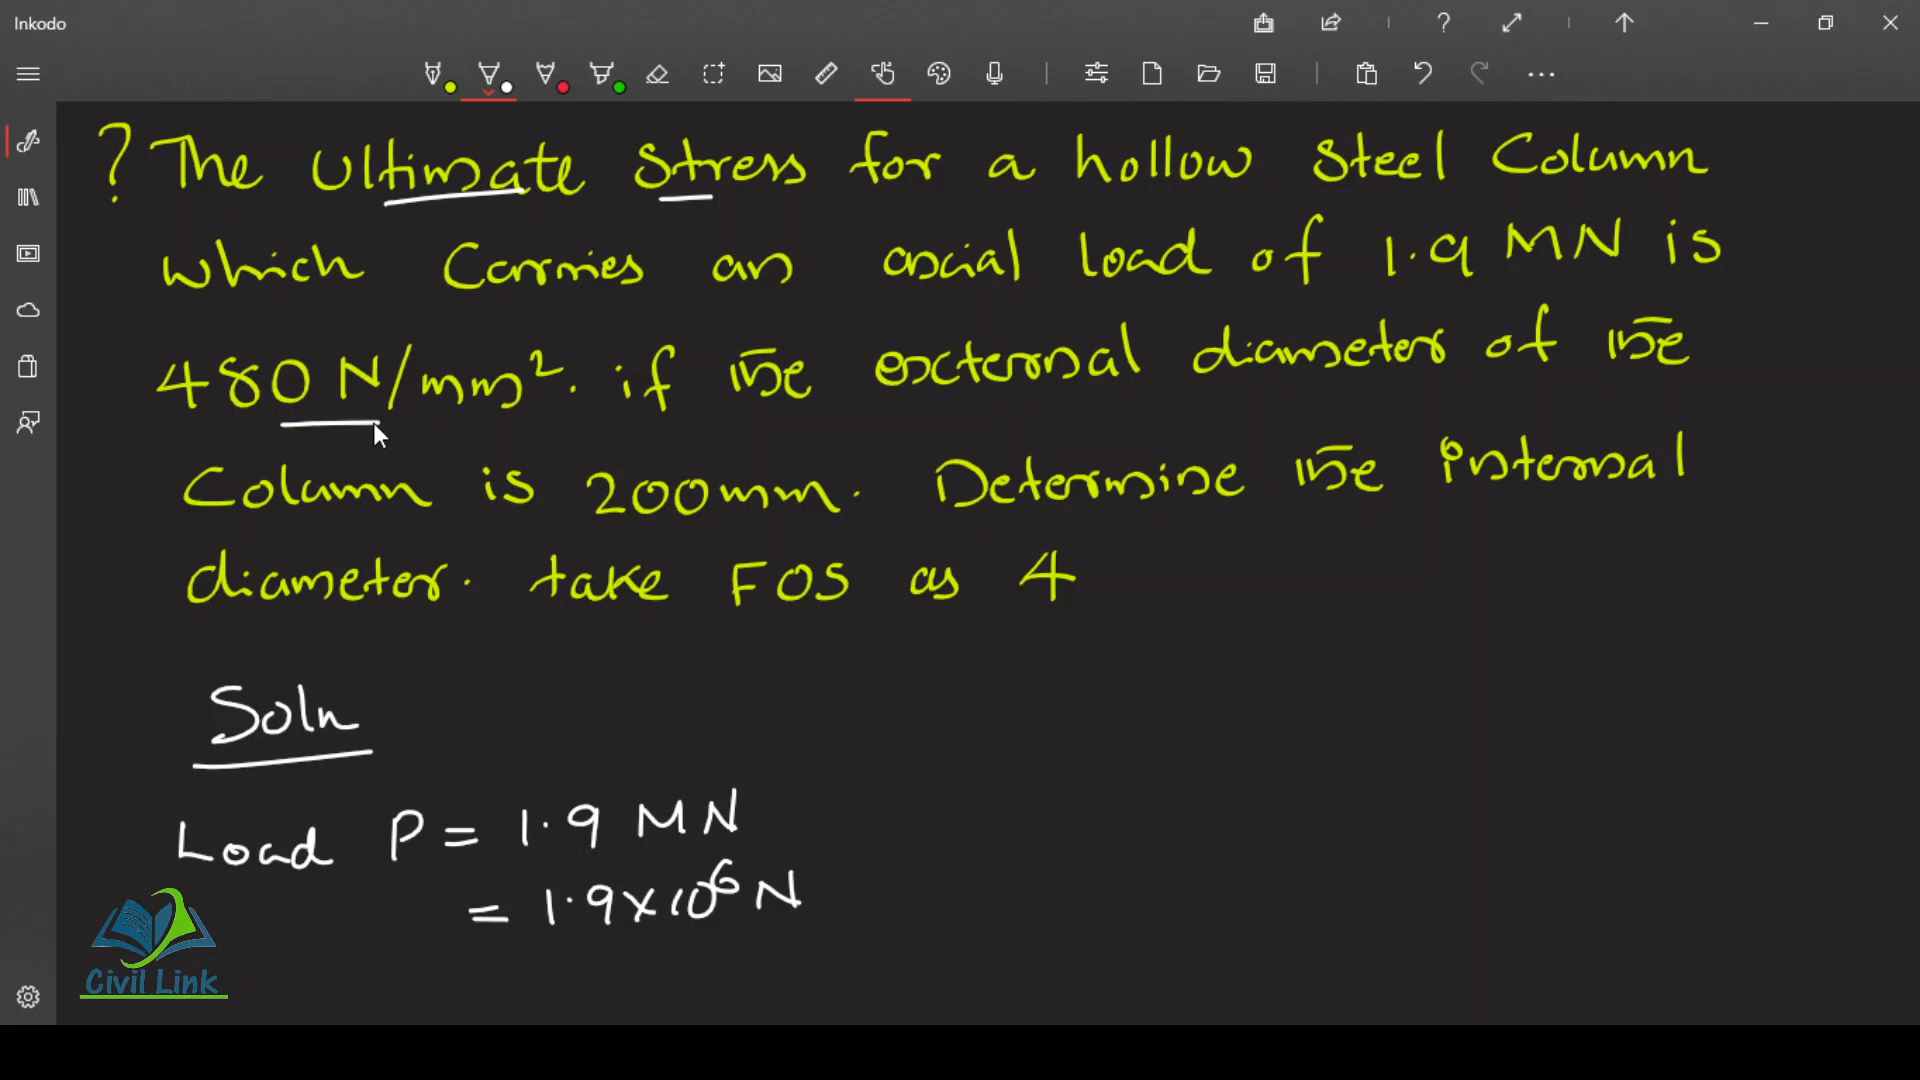 Inkodo
? The Ultimate Stress for a hollow Steel Column
which Carries an axial load of 1.9 MN is
480 N/mm². if the external diameter of the
Column is 200mm. Determine the internal
diameter. take FOS as 4
Soln
Load P = 1.9 MN
= 1.9×10⁶ N
Civil Link